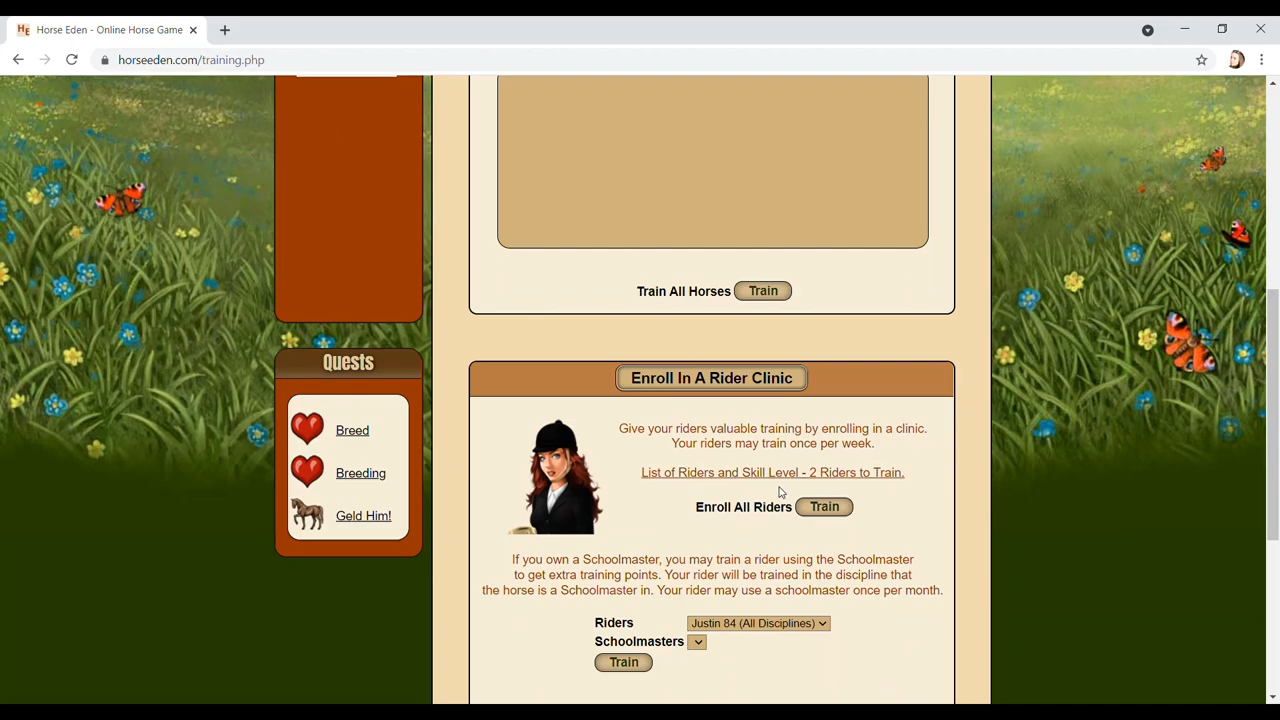 Horse Eden - Online Horse Game
horseeden.com/training.php
Train All Horses Train
Quests
Breed
Breeding
Geld Him!
Enroll In A Rider Clinic
Give your riders valuable training by enrolling in a clinic.
Your riders may train once per week.
List of Riders and Skill Level - 2 Riders to Train.
Enroll All Riders Train
If you own a Schoolmaster, you may train a rider using the Schoolmaster
to get extra training points. Your rider will be trained in the discipline that
the horse is a Schoolmaster in. Your rider may use a schoolmaster once per month.
Riders Justin 84 (All Disciplines)
Schoolmasters
Train